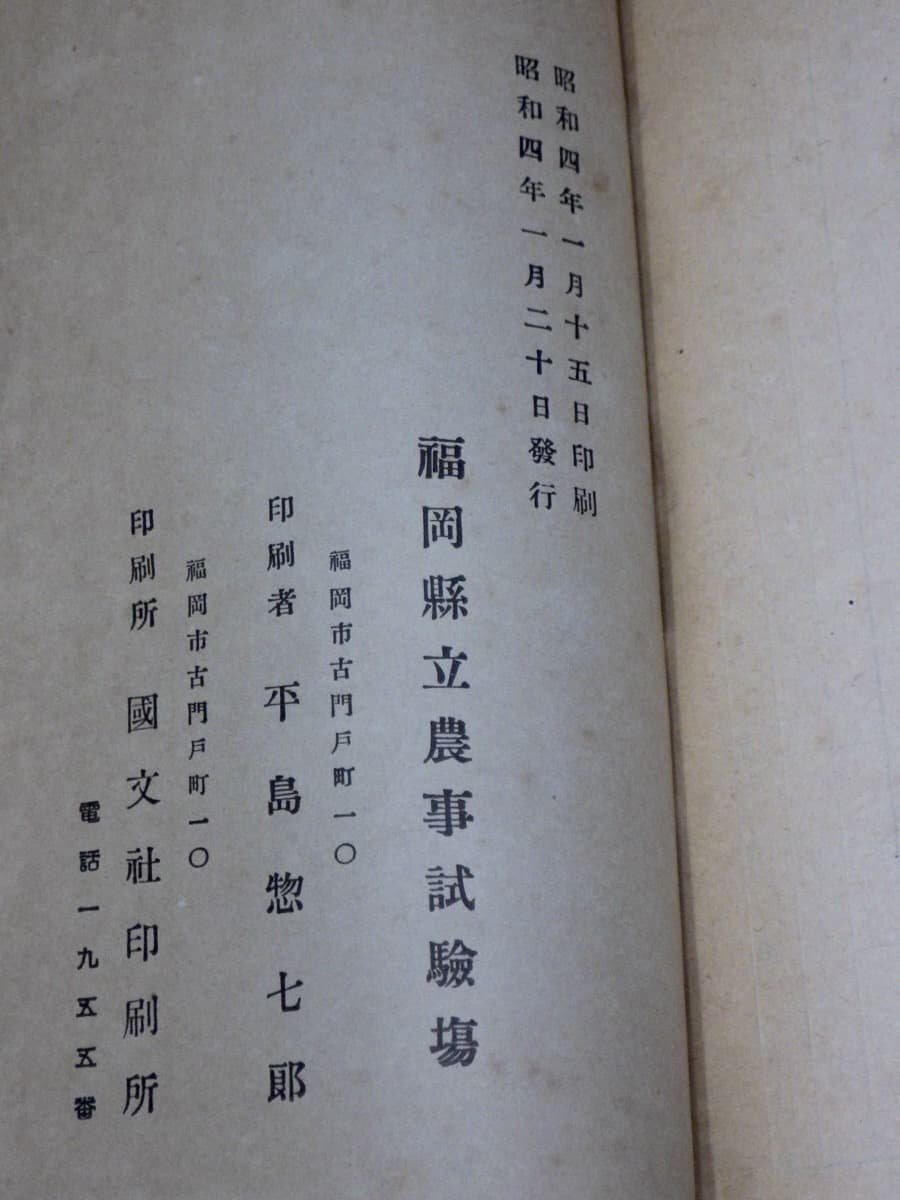 昭和四年一月十五日印刷
昭和四年一月二十日發行
福岡縣立農事試驗塲
福岡市古門戸町一〇
印刷者 平島惣七郎
福岡市古門戸町一〇
印刷所 國文社印刷所
電話一九五五番